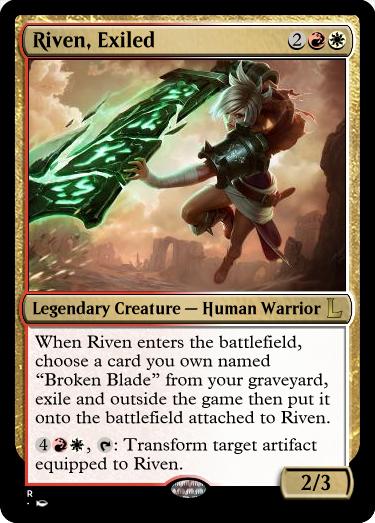 Riven, Exiled 2
Legendary Creature — Human Warrior L
When Riven enters the battlefield,
choose a card you own named
“Broken Blade” from your graveyard,
exile and outside the game then put it
onto the battlefield attached to Riven.
4, : Transform target artifact
equipped to Riven.
2/3
R